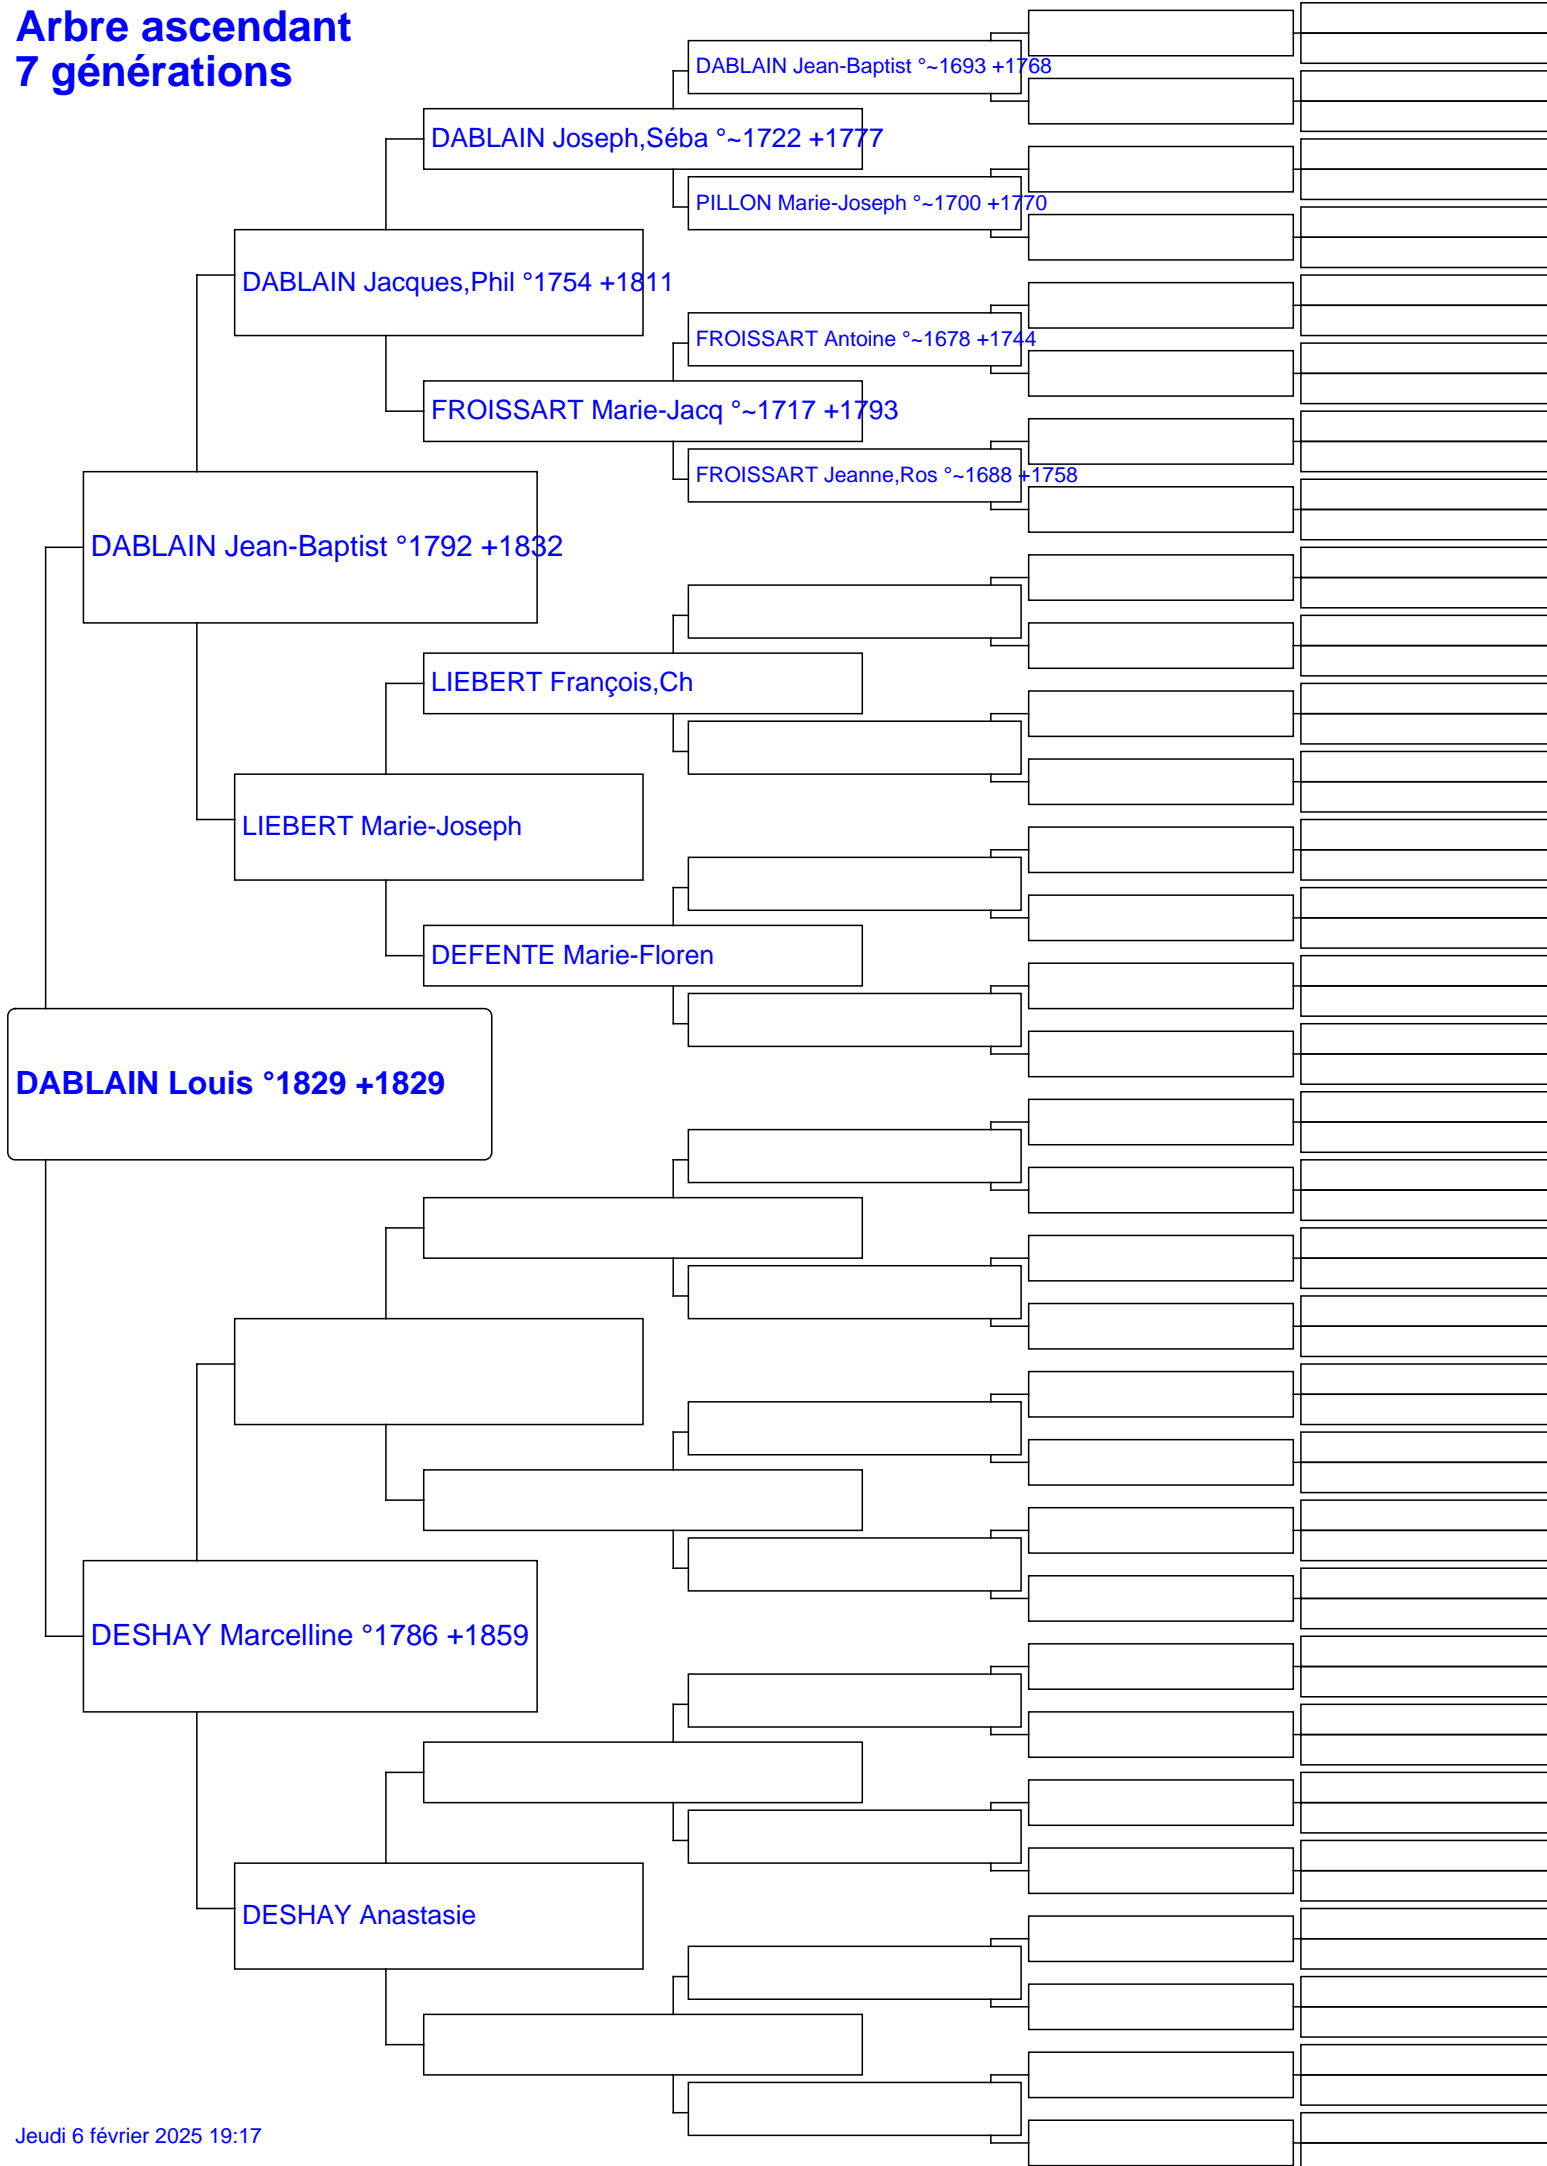 Arbre ascendant
7 générations
DABLAIN Jean-Baptist °~1693 +1768
DABLAIN Joseph,Séba °~1722 +1777
PILLON Marie-Joseph °~1700 +1770
DABLAIN Jacques,Phil °1754 +1811
FROISSART Antoine °~1678 +1744
FROISSART Marie-Jacq °~1717 +1793
FROISSART Jeanne,Ros °~1688 +1758
DABLAIN Jean-Baptist °1792 +1832
LIEBERT François,Ch
LIEBERT Marie-Joseph
DEFENTE Marie-Floren
DABLAIN Louis °1829 +1829
DESHAY Marcelline °1786 +1859
DESHAY Anastasie
Jeudi 6 février 2025 19:17